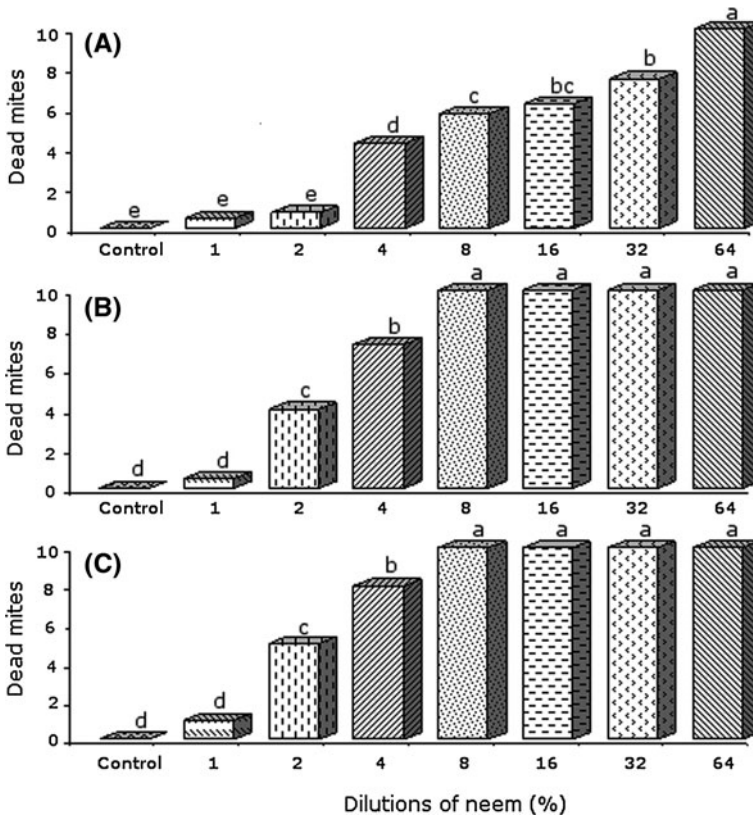 (A)
Dead mites
10
8
6
4
2
0
e e e d c bc b a
Control 1 2 4 8 16 32 64
(B)
Dead mites
10
8
6
4
2
0
d d c b a a a a
Control 1 2 4 8 16 32 64
(C)
Dead mites
10
8
6
4
2
0
d d c b a a a a
Control 1 2 4 8 16 32 64
Dilutions of neem (%)